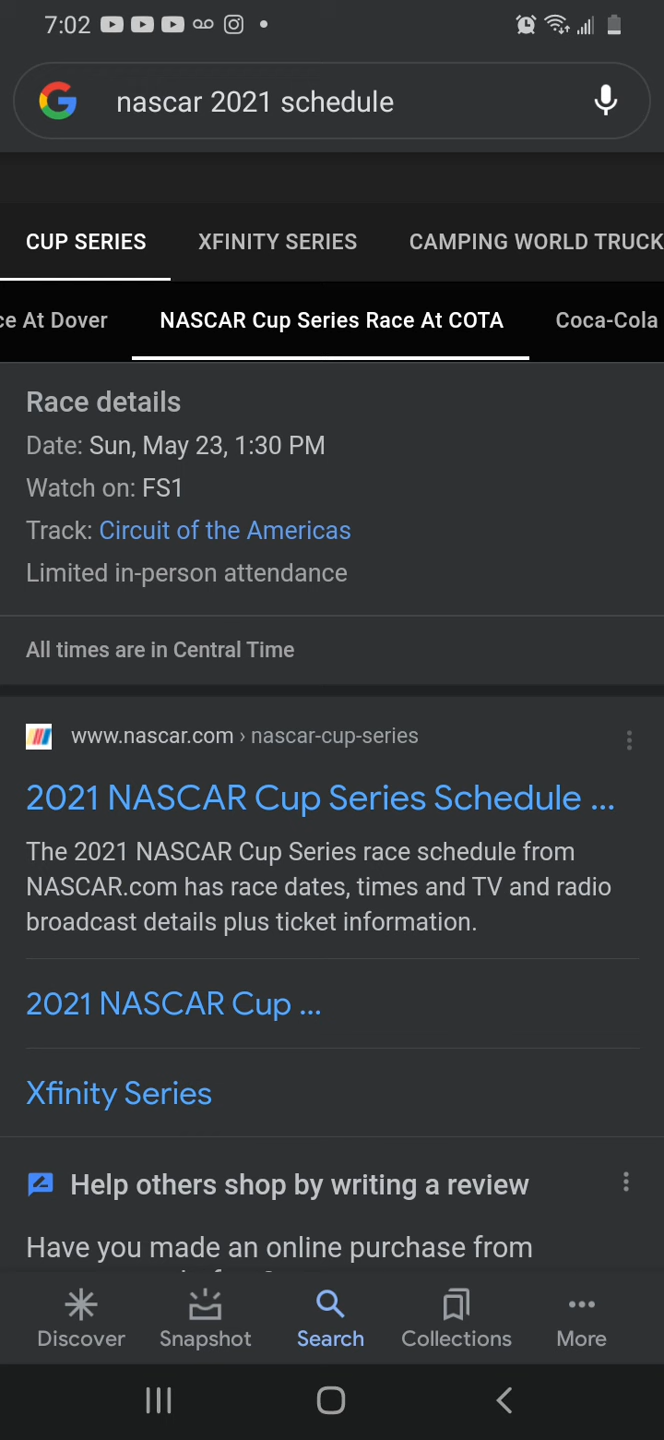 7:02
nascar 2021 schedule
CUP SERIES XFINITY SERIES CAMPING WORLD TRUCK
ce At Dover NASCAR Cup Series Race At COTA Coca-Cola
Race details
Date: Sun, May 23, 1:30 PM
Watch on: FS1
Track: Circuit of the Americas
Limited in-person attendance
All times are in Central Time
www.nascar.com › nascar-cup-series
2021 NASCAR Cup Series Schedule ...
The 2021 NASCAR Cup Series race schedule from
NASCAR.com has race dates, times and TV and radio
broadcast details plus ticket information.
2021 NASCAR Cup ...
Xfinity Series
Help others shop by writing a review
Have you made an online purchase from
Discover Snapshot Search Collections More